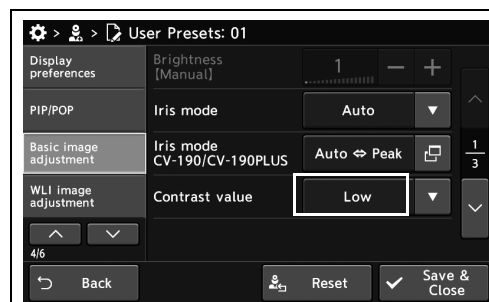 > > User Presets: 01
Display
preferences
PIP/POP
Basic image
adjustment
WLI image
adjustment
4/6
Brightness
[Manual]
1
Iris mode
Auto
Iris mode
CV-190/CV-190PLUS
Auto ⇔ Peak
Contrast value
Low
1
3
Back
Reset
Save &
Close